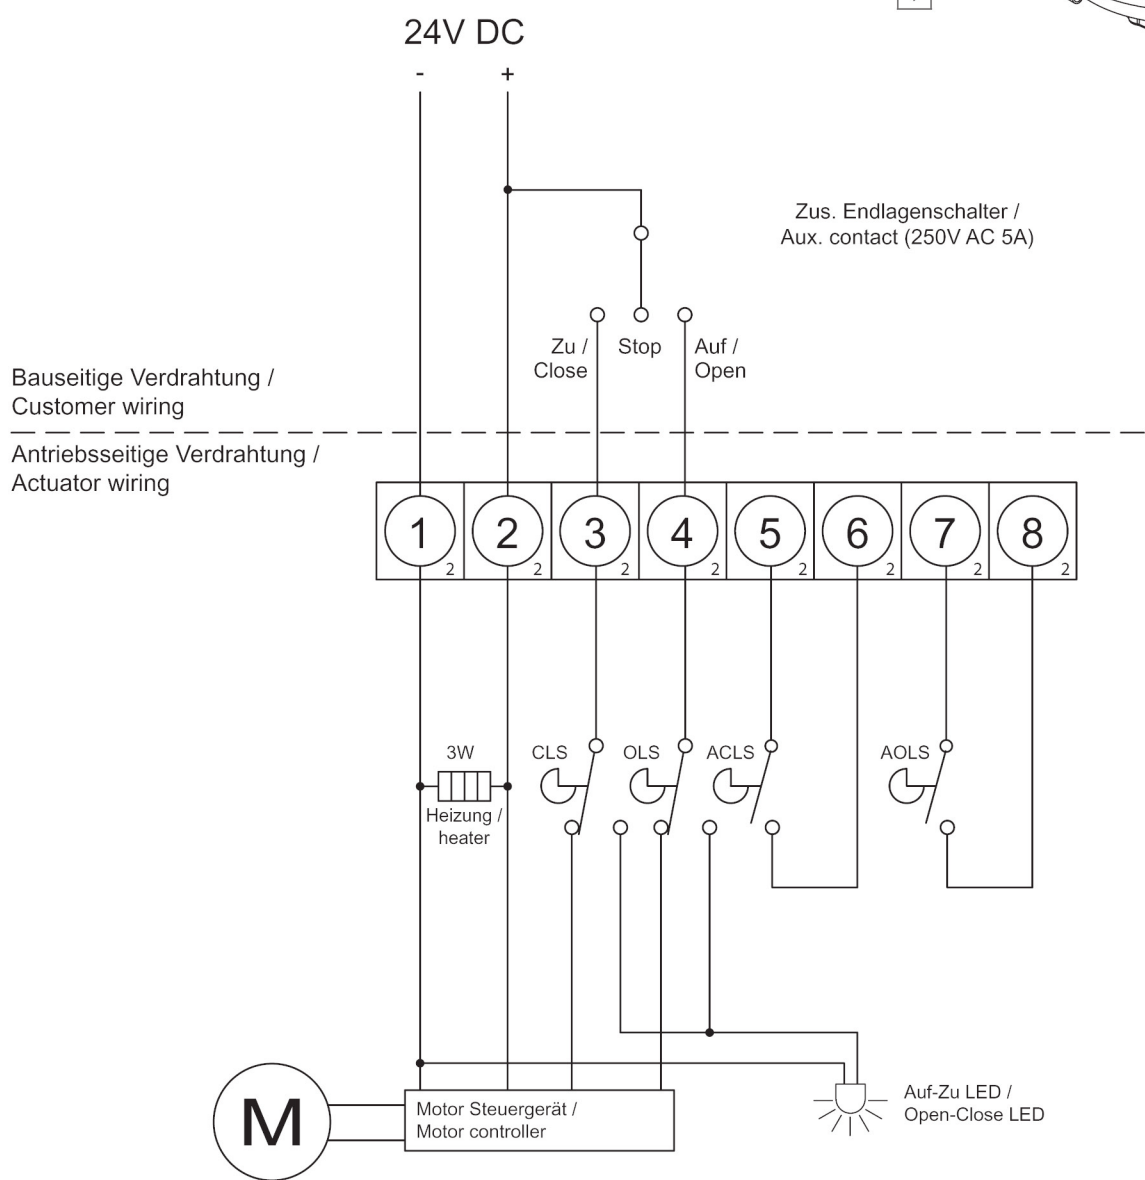 24V DC
- +
Zus. Endlagenschalter /
Aux. contact (250V AC 5A)
Zu /
Close
Stop
Auf /
Open
Bauseitige Verdrahtung /
Customer wiring
Antriebsseitige Verdrahtung /
Actuator wiring
1 2 3 4 5 6 7 8
2 2 2 2 2 2 2 2
3W
Heizung /
heater
CLS
OLS
ACLS
AOLS
M
Motor Steuergerät /
Motor controller
Auf-Zu LED /
Open-Close LED